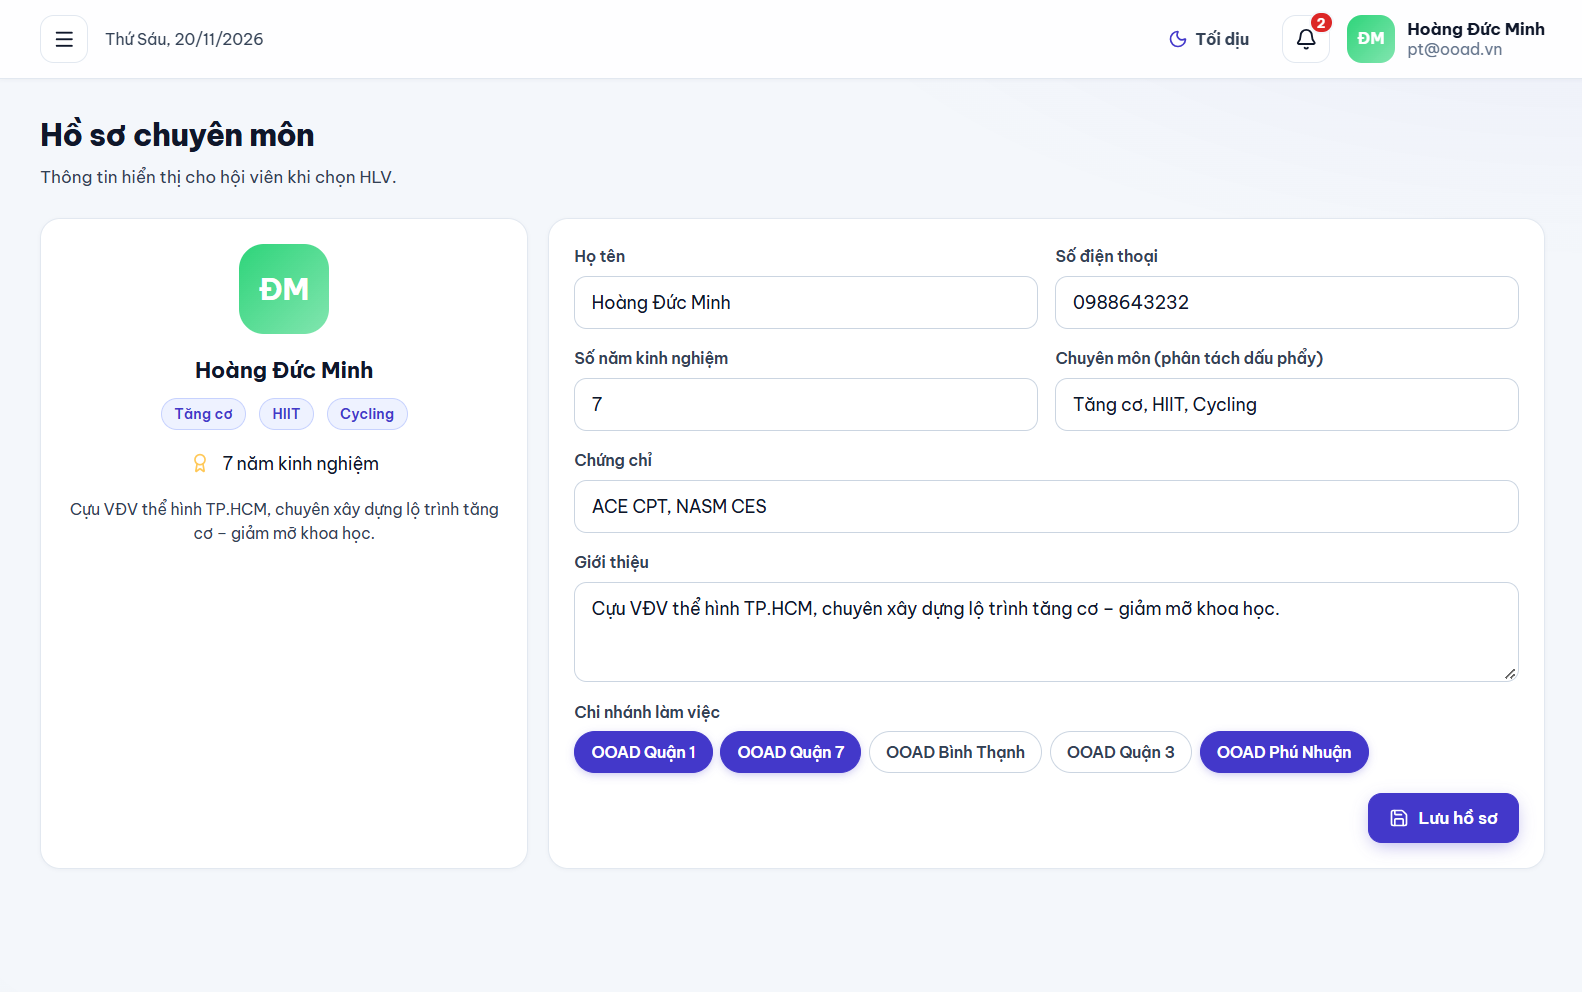 Thứ Sáu, 20/11/2026
Tối dịu
2
ĐM
Hoàng Đức Minh
pt@ooad.vn
Hồ sơ chuyên môn
Thông tin hiển thị cho hội viên khi chọn HLV.
ĐM
Hoàng Đức Minh
Tăng cơ
HIIT
Cycling
7 năm kinh nghiệm
Cựu VĐV thể hình TP.HCM, chuyên xây dựng lộ trình tăng
cơ – giảm mỡ khoa học.
Họ tên
Hoàng Đức Minh
Số điện thoại
0988643232
Số năm kinh nghiệm
7
Chuyên môn (phân tách dấu phẩy)
Tăng cơ, HIIT, Cycling
Chứng chỉ
ACE CPT, NASM CES
Giới thiệu
Cựu VĐV thể hình TP.HCM, chuyên xây dựng lộ trình tăng cơ – giảm mỡ khoa học.
Chi nhánh làm việc
OOAD Quận 1
OOAD Quận 7
OOAD Bình Thạnh
OOAD Quận 3
OOAD Phú Nhuận
Lưu hồ sơ